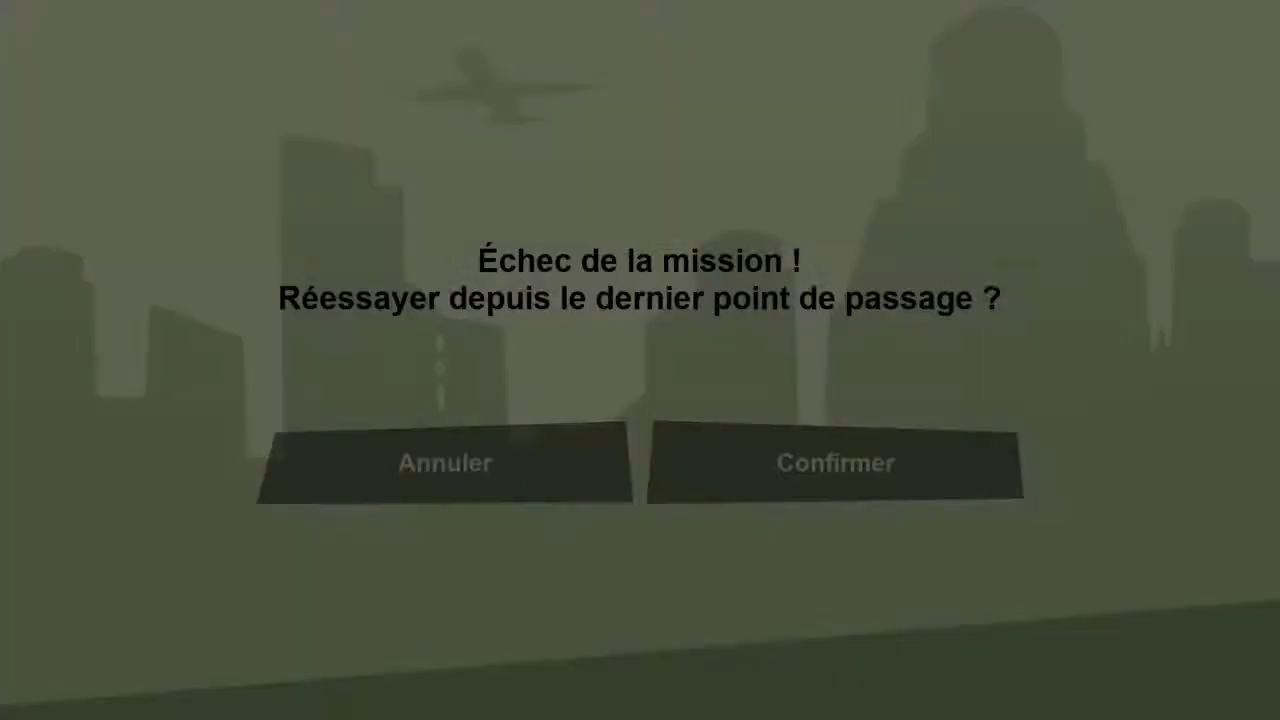 Échec de la mission !
Réessayer depuis le dernier point de passage ?
Annuler
Confirmer